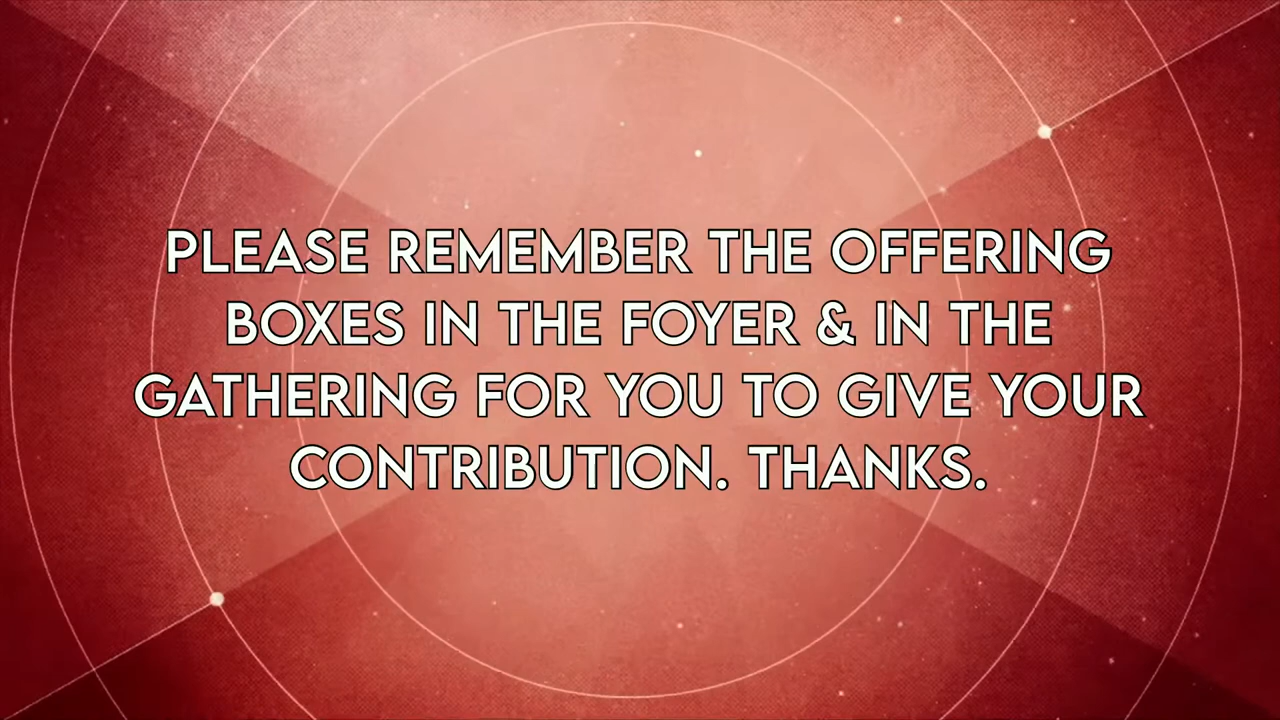 PLEASE REMEMBER THE OFFERING
BOXES IN THE FOYER & IN THE
GATHERING FOR YOU TO GIVE YOUR
CONTRIBUTION. THANKS.